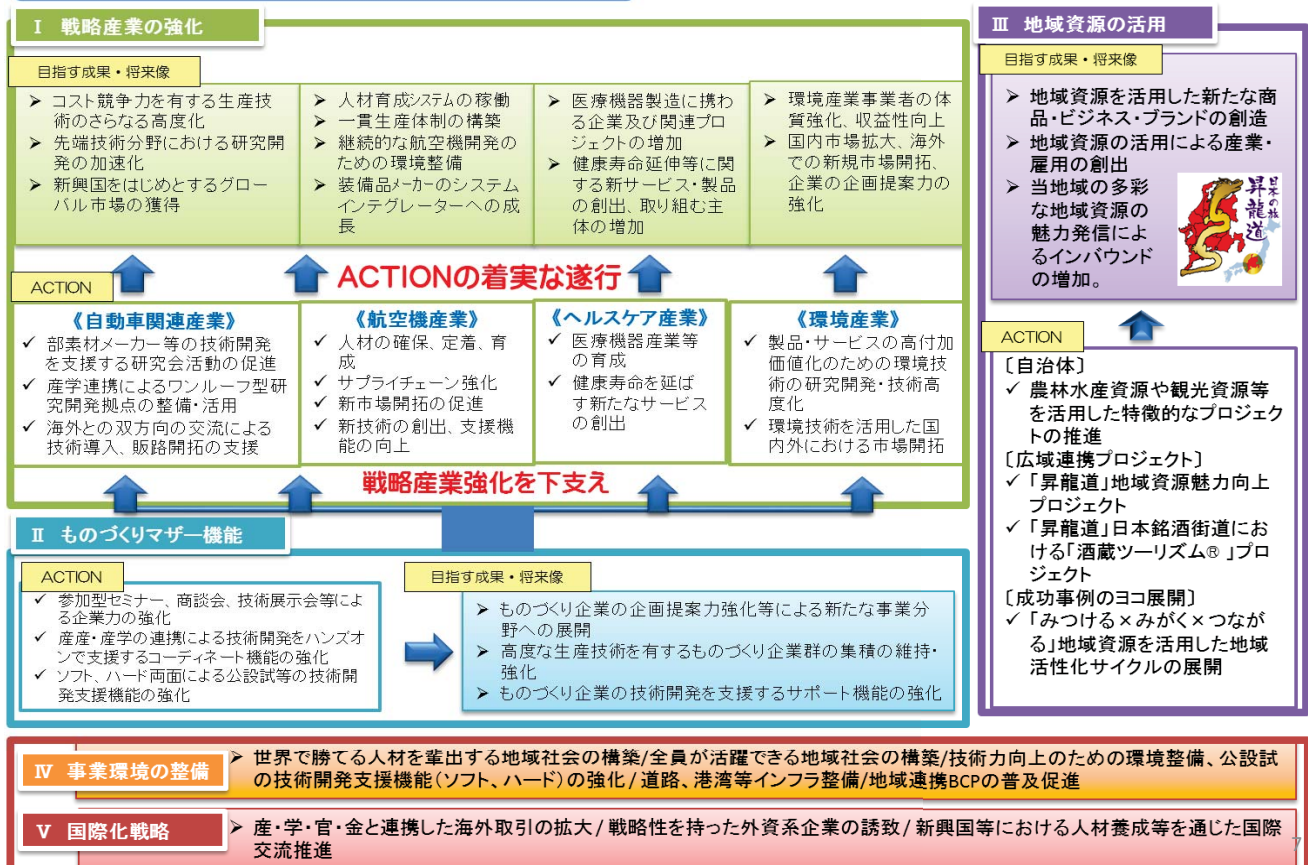 Ⅰ 戦略産業の強化
目指す成果・将来像
➢ コスト競争力を有する生産技
術のさらなる高度化
➢ 先端技術分野における研究開
発の加速化
➢ 新興国をはじめとするグロー
バル市場の獲得
➢ 人材育成システムの稼働
➢ 一貫生産体制の構築
➢ 継続的な航空機開発の
ための環境整備
➢ 装備品メーカーのシステム
インテグレーターへの成
長
➢ 医療機器製造に携わ
る企業及び関連プロ
ジェクトの増加
➢ 健康寿命延伸等に関
する新サービス・製品
の創出、取り組む主
体の増加
➢ 環境産業事業者の体
質強化、収益性向上
➢ 国内市場拡大、海外
での新規市場開拓、
企業の企画提案力の
強化
ACTIONの着実な遂行
ACTION
《自動車関連産業》
✓ 部素材メーカー等の技術開発
を支援する研究会活動の促進
✓ 産学連携によるワンルーフ型研
究開発拠点の整備・活用
✓ 海外との双方向の交流による
技術導入、販路開拓の支援
《航空機産業》
✓ 人材の確保、定着、育
成
✓ サプライチェーン強化
✓ 新市場開拓の促進
✓ 新技術の創出、支援機
能の向上
《ヘルスケア産業》
✓ 医療機器産業等
の育成
✓ 健康寿命を延ば
す新たなサービス
の創出
《環境産業》
✓ 製品・サービスの高付加
価値化のための環境技
術の研究開発・技術高
度化
✓ 環境技術を活用した国
内外における市場開拓
戦略産業強化を下支え
Ⅱ ものづくりマザー機能
ACTION
✓ 参加型セミナー、商談会、技術展示会等によ
る企業力の強化
✓ 産産・産学の連携による技術開発をハンズオ
ンで支援するコーディネート機能の強化
✓ ソフト、ハード両面による公設試等の技術開
発支援機能の強化
目指す成果・将来像
➢ ものづくり企業の企画提案力強化等による新たな事業分
野への展開
➢ 高度な生産技術を有するものづくり企業群の集積の維持・
強化
➢ ものづくり企業の技術開発を支援するサポート機能の強化
Ⅲ 地域資源の活用
目指す成果・将来像
➢ 地域資源を活用した新たな商
品・ビジネス・ブランドの創造
➢ 地域資源の活用による産業・
雇用の創出
➢ 当地域の多彩
な地域資源の
魅力発信によ
るインバウンド
の増加。
日本の旅
昇龍道
ACTION
〔自治体〕
✓ 農林水産資源や観光資源等
を活用した特徴的なプロジェク
トの推進
〔広域連携プロジェクト〕
✓「昇龍道」地域資源魅力向上
プロジェクト
✓「昇龍道」日本銘酒街道にお
ける「酒蔵ツーリズム®」プロ
ジェクト
〔成功事例のヨコ展開〕
✓「みつける×みがく×つなが
る」地域資源を活用した地域
活性化サイクルの展開
Ⅳ 事業環境の整備
➢ 世界で勝てる人材を輩出する地域社会の構築/全員が活躍できる地域社会の構築/技術力向上のための環境整備、公設試
の技術開発支援機能(ソフト、ハード)の強化/道路、港湾等インフラ整備/地域連携BCPの普及促進
Ⅴ 国際化戦略
➢ 産・学・官・金と連携した海外取引の拡大/戦略性を持った外資系企業の誘致/新興国等における人材養成等を通じた国際
交流推進
7